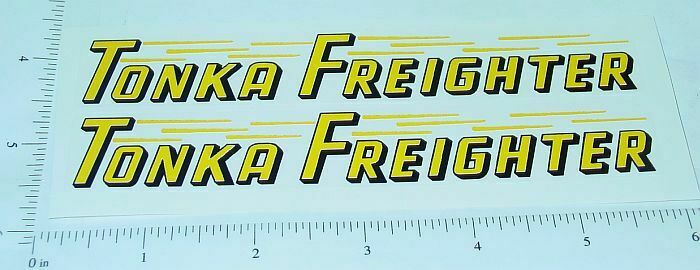 TONKA FREIGHTER
TONKA FREIGHTER
4
5
0 in 1 2 3 4 5 6